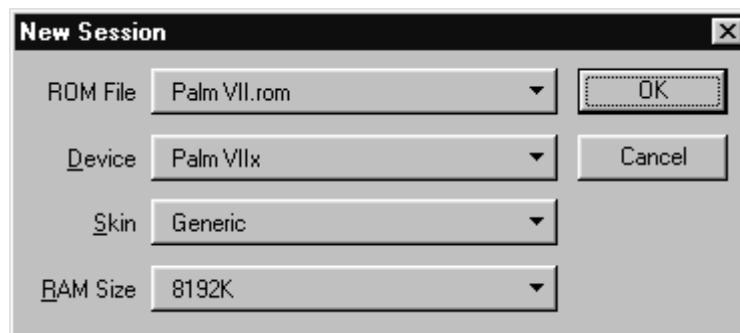 New Session
ROM File Palm VII.rom OK
Device Palm VIIx Cancel
Skin Generic
RAM Size 8192K